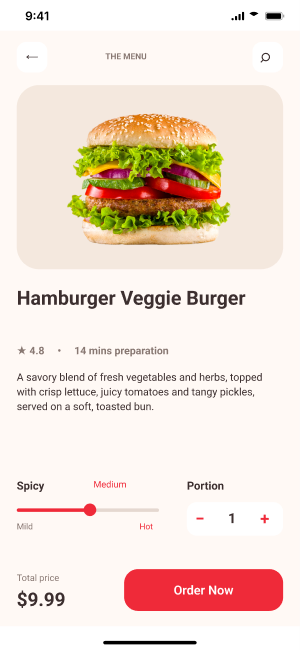 9:41
THE MENU
Hamburger Veggie Burger
★ 4.8 • 14 mins preparation
A savory blend of fresh vegetables and herbs, topped
with crisp lettuce, juicy tomatoes and tangy pickles,
served on a soft, toasted bun.
Spicy Medium Portion
Mild Hot
− 1 +
Total price
$9.99
Order Now